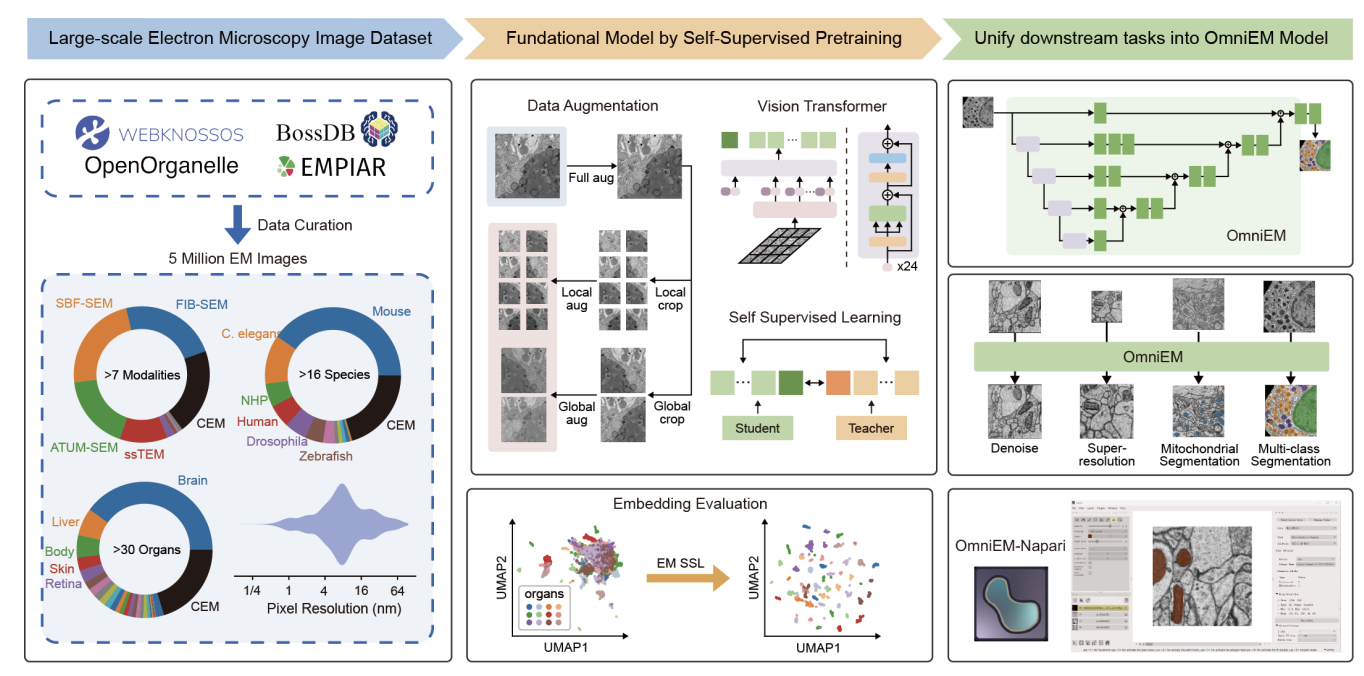 Large-scale Electron Microscopy Image Dataset
Fundational Model by Self-Supervised Pretraining
Unify downstream tasks into OmniEM Model
WEBKNOSSOS
BossDB
OpenOrganelle
EMPIAR
Data Curation
5 Million EM Images
SBF-SEM
FIB-SEM
>7 Modalities
ATUM-SEM
ssTEM
CEM
Mouse
C. elegans
>16 Species
NHP
Human
Drosophila
Zebrafish
CEM
Brain
Liver
Body
Skin
Retina
>30 Organs
CEM
1/4 1 4 16 64
Pixel Resolution (nm)
Data Augmentation
Full aug
Local aug
Local crop
Global aug
Global crop
Vision Transformer
x24
Self Supervised Learning
Student
Teacher
Embedding Evaluation
UMAP2
organs
UMAP1
EM SSL
UMAP2
UMAP1
OmniEM
OmniEM
Denoise
Super-resolution
Mitochondrial Segmentation
Multi-class Segmentation
OmniEM-Napari